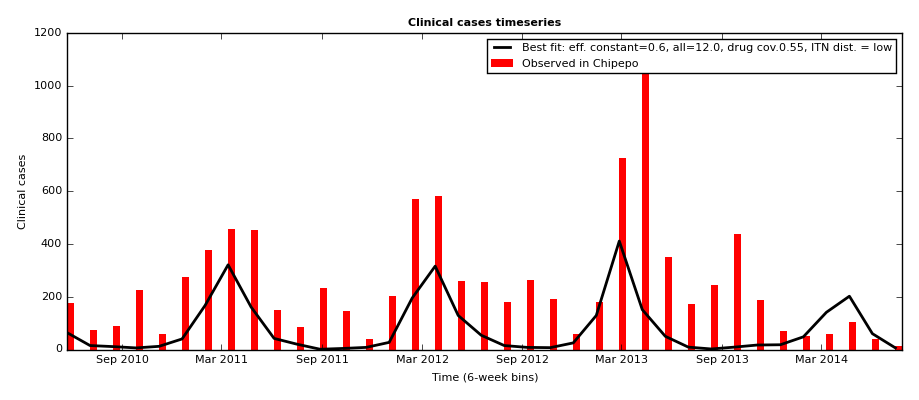 Clinical cases timeseries
1200
1000
800
600
400
200
0
Clinical cases
Best fit: eff. constant=0.6, all=12.0, drug cov.0.55, ITN dist. = low
Observed in Chipepo
Sep 2010 Mar 2011 Sep 2011 Mar 2012 Sep 2012 Mar 2013 Sep 2013 Mar 2014
Time (6-week bins)